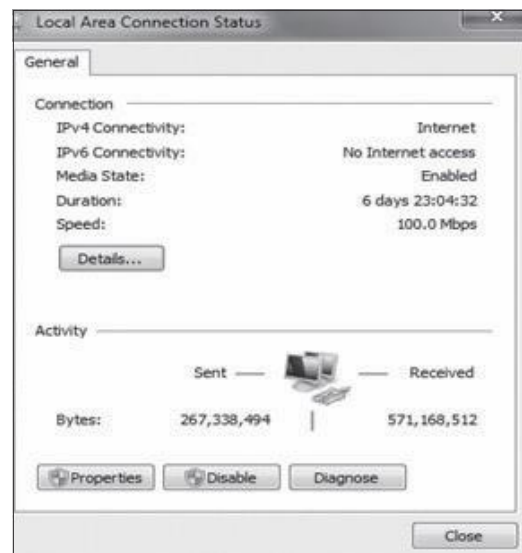 Local Area Connection Status
General
Connection
IPv4 Connectivity: Internet
IPv6 Connectivity: No Internet access
Media State: Enabled
Duration: 6 days 23:04:32
Speed: 100.0 Mbps
Details...
Activity
Sent Received
Bytes: 267,338,494 571,168,512
Properties Disable Diagnose
Close